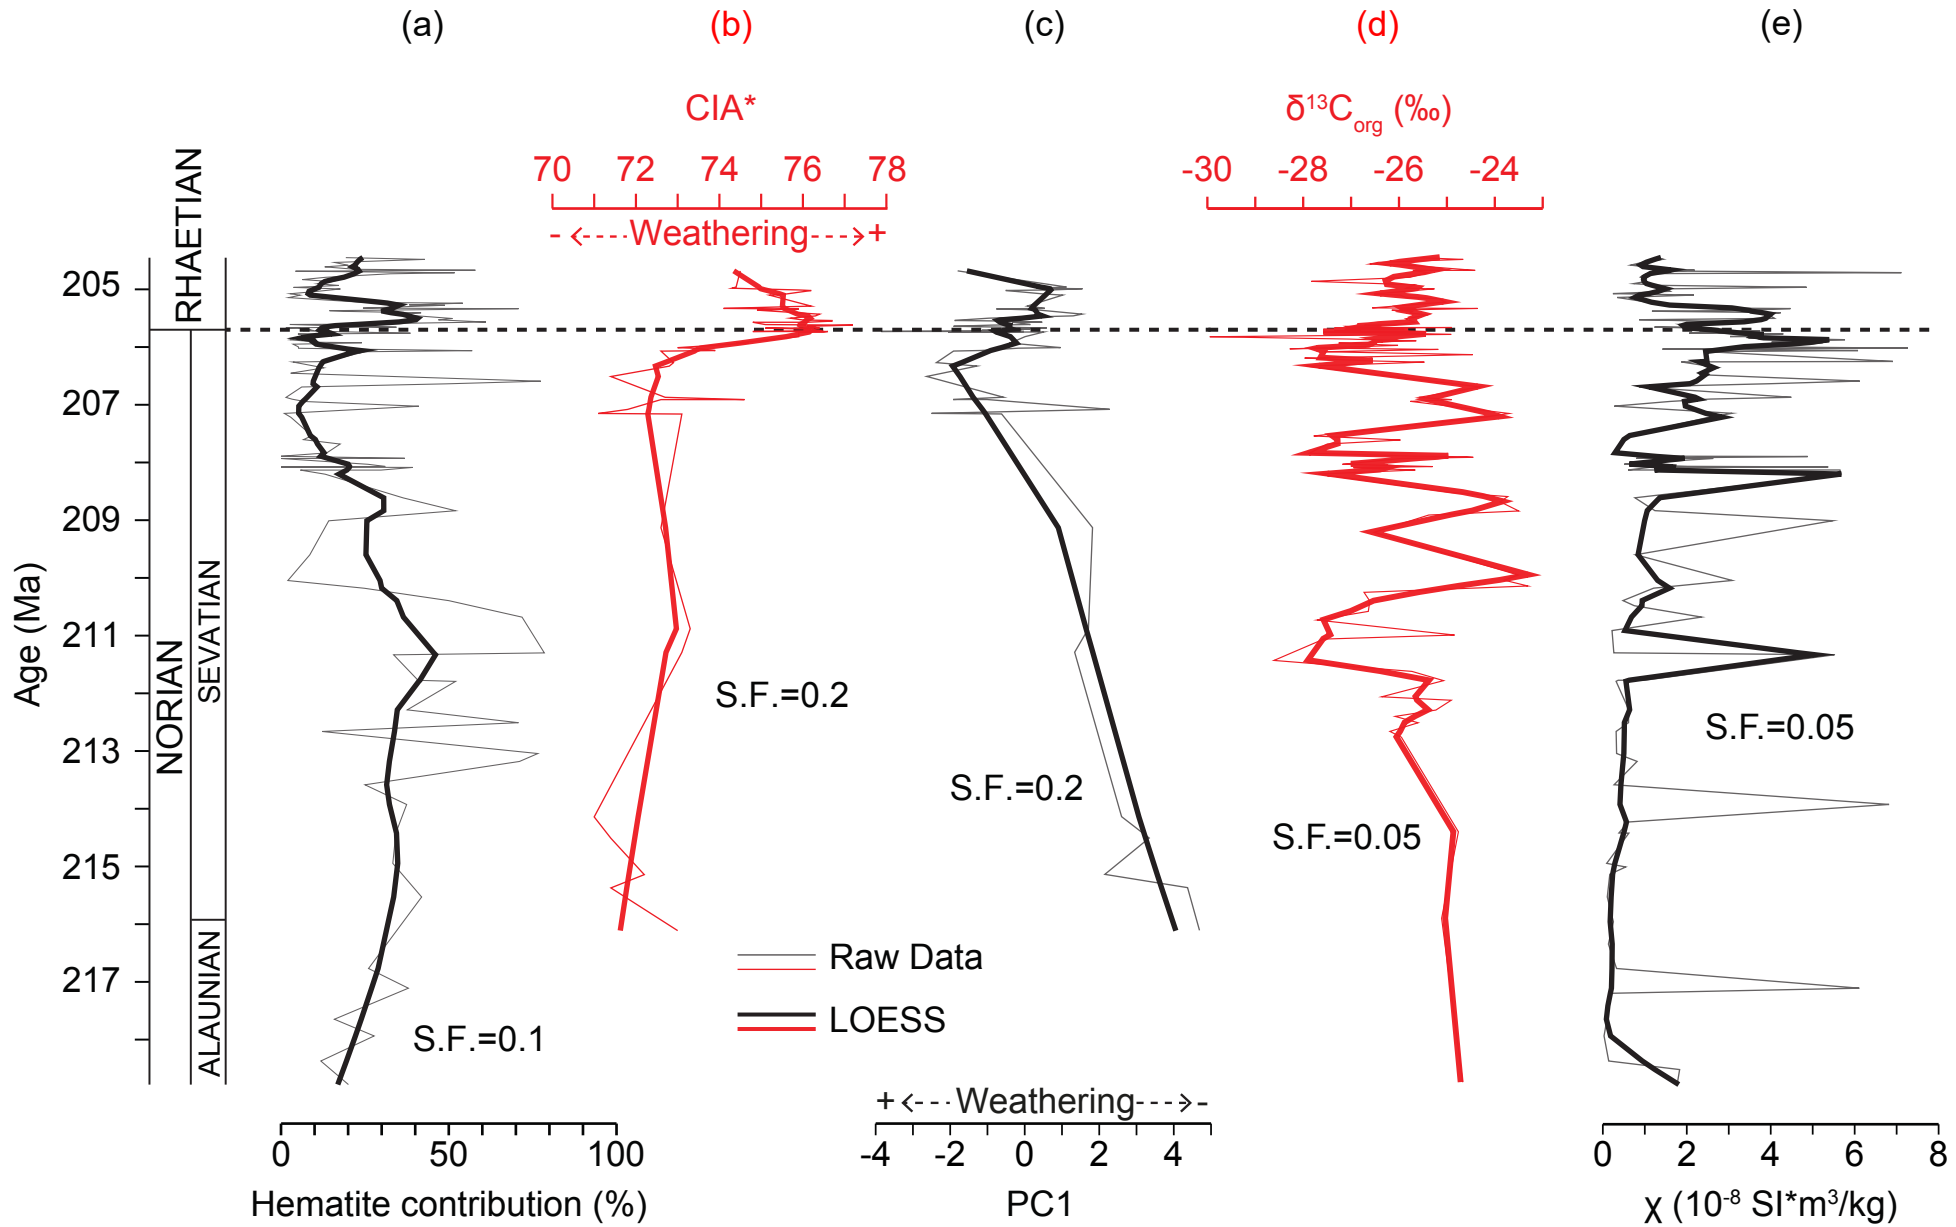 (a) (b) (c) (d) (e)
CIA*
δ¹³Corg (‰)
70 72 74 76 78
-30 -28 -26 -24
- <----Weathering---->+
RHAETIAN
NORIAN
SEVATIAN
ALAUNIAN
Age (Ma)
205
207
209
211
213
215
217
S.F.=0.2
S.F.=0.05
S.F.=0.2
S.F.=0.05
S.F.=0.1
Raw Data
LOESS
+<---Weathering--->-
0 50 100
-4 -2 0 2 4
0 2 4 6 8
Hematite contribution (%)
PC1
χ (10⁻⁸ SI*m³/kg)